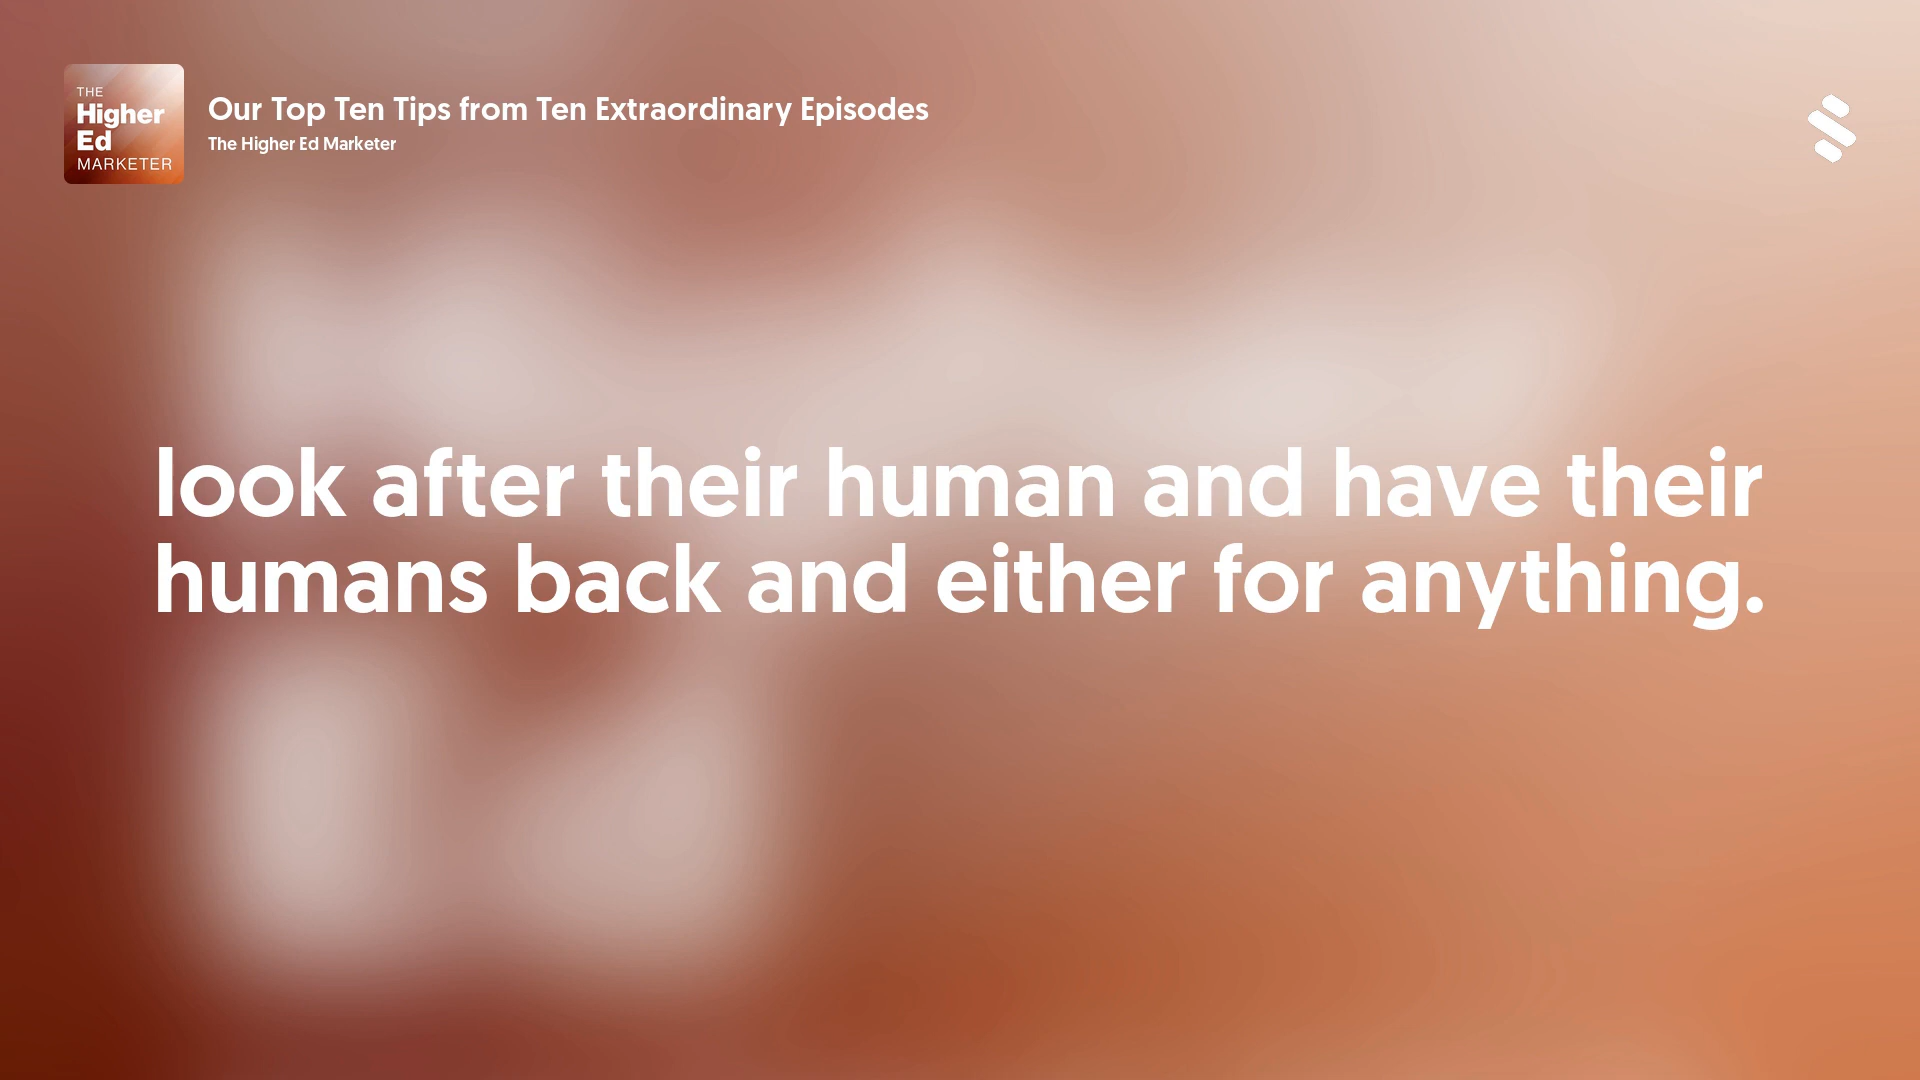 THE
Higher
Ed
MARKETER
Our Top Ten Tips from Ten Extraordinary Episodes
The Higher Ed Marketer
look after their human and have their
humans back and either for anything.